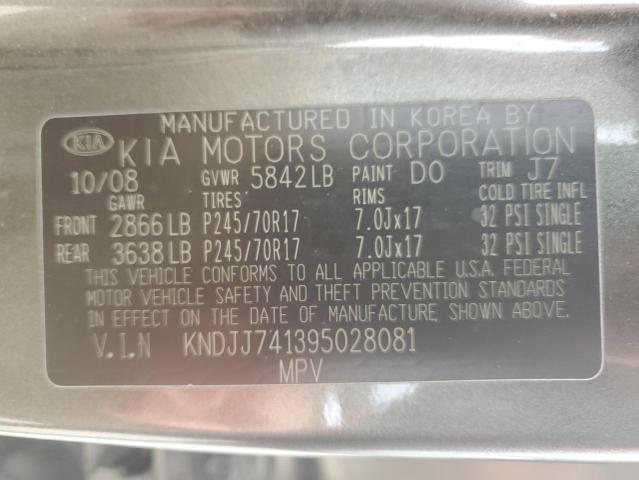 MANUFACTURED IN KOREA BY
KIA KIA MOTORS CORPORATION
10/08 GVWR 5842LB PAINT D0 TRIM J7
GAWR TIRES RIMS COLD TIRE INFL
FRONT 2866LB P245/70R17 7.0Jx17 32 PSI SINGLE
REAR 3638LB P245/70R17 7.0Jx17 32 PSI SINGLE
THIS VEHICLE CONFORMS TO ALL APPLICABLE U.S.A. FEDERAL
MOTOR VEHICLE SAFETY AND THEFT PREVENTION STANDARDS
IN EFFECT ON THE DATE OF MANUFACTURE SHOWN ABOVE.
V.I.N KNDJJ741395028081
MPV